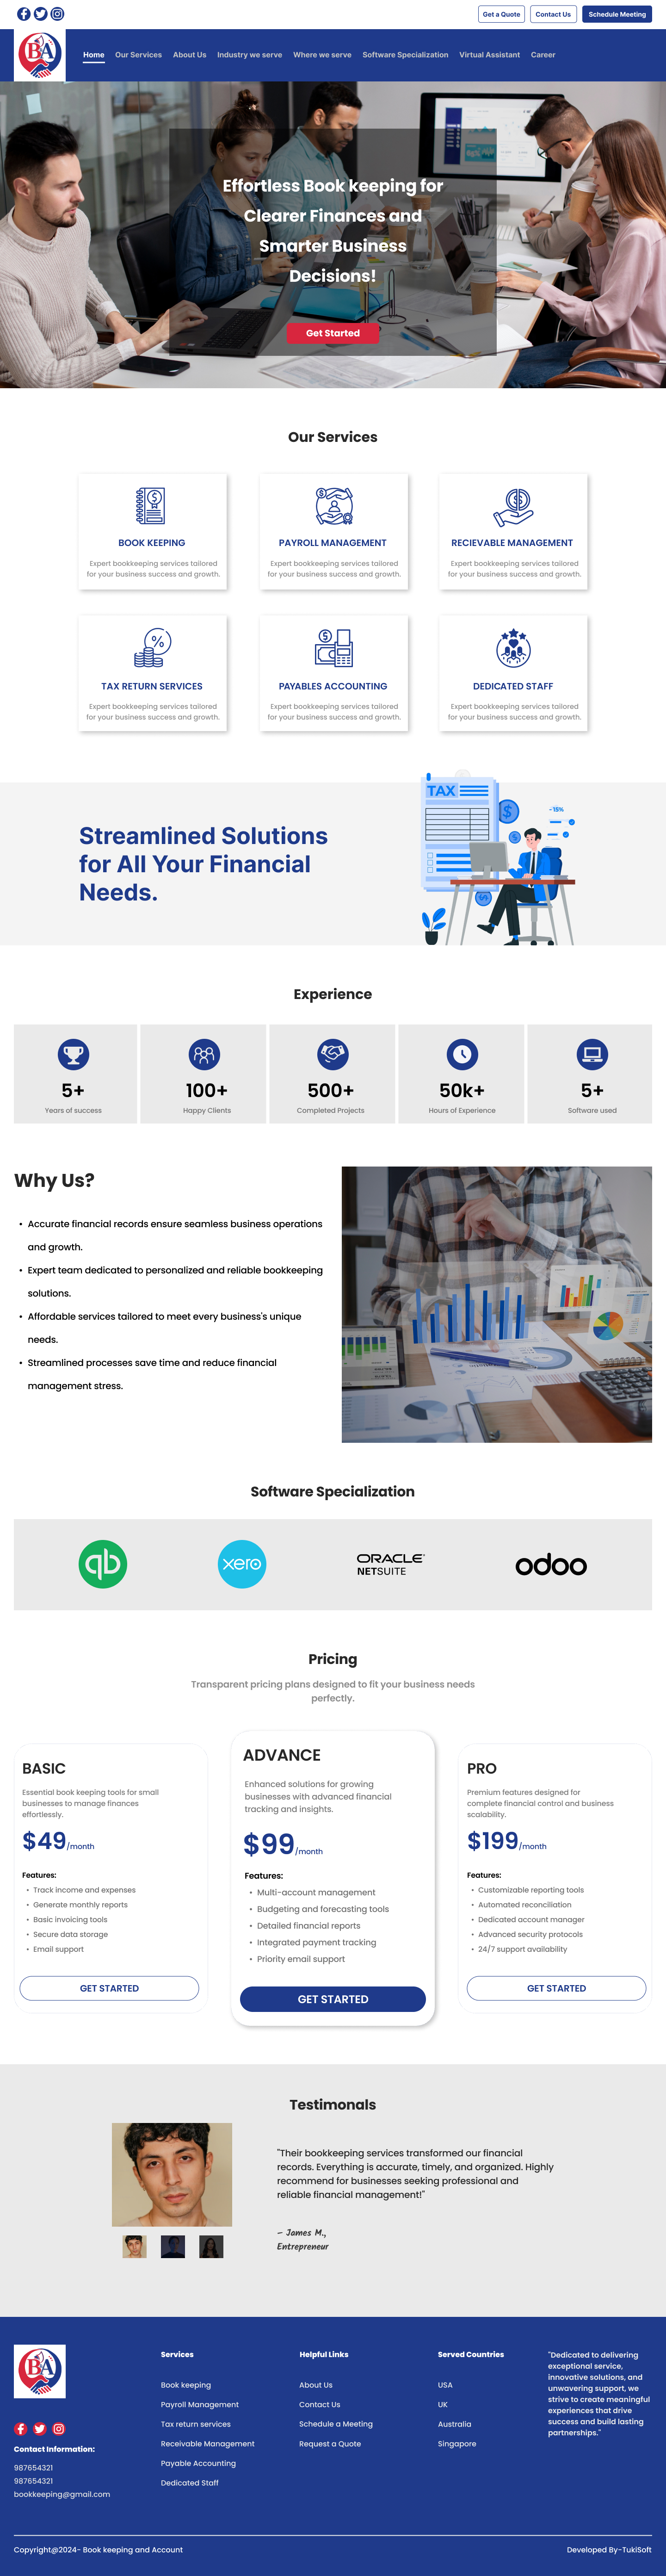 Get a Quote
Contact Us
Schedule Meeting
BA
Home
Our Services
About Us
Industry we serve
Where we serve
Software Specialization
Virtual Assistant
Career
Effortless Book keeping for
Clearer Finances and
Smarter Business
Decisions!
Get Started
Our Services
BOOK KEEPING
Expert bookkeeping services tailored
for your business success and growth.
PAYROLL MANAGEMENT
Expert bookkeeping services tailored
for your business success and growth.
RECIEVABLE MANAGEMENT
Expert bookkeeping services tailored
for your business success and growth.
TAX RETURN SERVICES
Expert bookkeeping services tailored
for your business success and growth.
PAYABLES ACCOUNTING
Expert bookkeeping services tailored
for your business success and growth.
DEDICATED STAFF
Expert bookkeeping services tailored
for your business success and growth.
Streamlined Solutions
for All Your Financial
Needs.
TAX
-15%
Experience
5+
Years of success
100+
Happy Clients
500+
Completed Projects
50k+
Hours of Experience
5+
Software used
Why Us?
• Accurate financial records ensure seamless business operations
and growth.
• Expert team dedicated to personalized and reliable bookkeeping
solutions.
• Affordable services tailored to meet every business's unique
needs.
• Streamlined processes save time and reduce financial
management stress.
Software Specialization
qb
xero
ORACLE
NETSUITE
odoo
Pricing
Transparent pricing plans designed to fit your business needs
perfectly.
BASIC
Essential book keeping tools for small
businesses to manage finances
effortlessly.
$49/month
Features:
• Track income and expenses
• Generate monthly reports
• Basic invoicing tools
• Secure data storage
• Email support
GET STARTED
ADVANCE
Enhanced solutions for growing
businesses with advanced financial
tracking and insights.
$99/month
Features:
• Multi-account management
• Budgeting and forecasting tools
• Detailed financial reports
• Integrated payment tracking
• Priority email support
GET STARTED
PRO
Premium features designed for
complete financial control and business
scalability.
$199/month
Features:
• Customizable reporting tools
• Automated reconciliation
• Dedicated account manager
• Advanced security protocols
• 24/7 support availability
GET STARTED
Testimonals
"Their bookkeeping services transformed our financial
records. Everything is accurate, timely, and organized. Highly
recommend for businesses seeking professional and
reliable financial management!"
– James M.,
Entrepreneur
BA
Contact Information:
987654321
987654321
bookkeeping@gmail.com
Services
Book keeping
Payroll Management
Tax return services
Receivable Management
Payable Accounting
Dedicated Staff
Helpful Links
About Us
Contact Us
Schedule a Meeting
Request a Quote
Served Countries
USA
UK
Australia
Singapore
"Dedicated to delivering
exceptional service,
innovative solutions, and
unwavering support, we
strive to create meaningful
experiences that drive
success and build lasting
partnerships."
Copyright@2024- Book keeping and Account
Developed By-TukiSoft